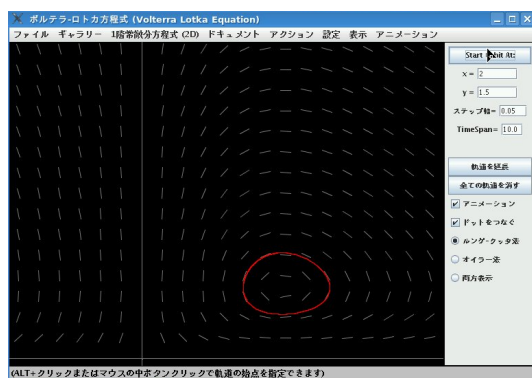 ボルテラ-ロトカ方程式 (Volterra Lotka Equation)
ファイル ギャラリー 1階常微分方程式 (2D) ドキュメント アクション 設定 表示 アニメーション
Start Orbit At:
x = 2
y = 1.5
ステップ幅= 0.05
TimeSpan= 10.0
軌道を延長
全ての軌道を消す
アニメーション
ドットをつなぐ
ルンゲ-クッタ法
オイラー法
両方表示
(ALT+クリックまたはマウスの中ボタンクリックで軌道の始点を指定できます)